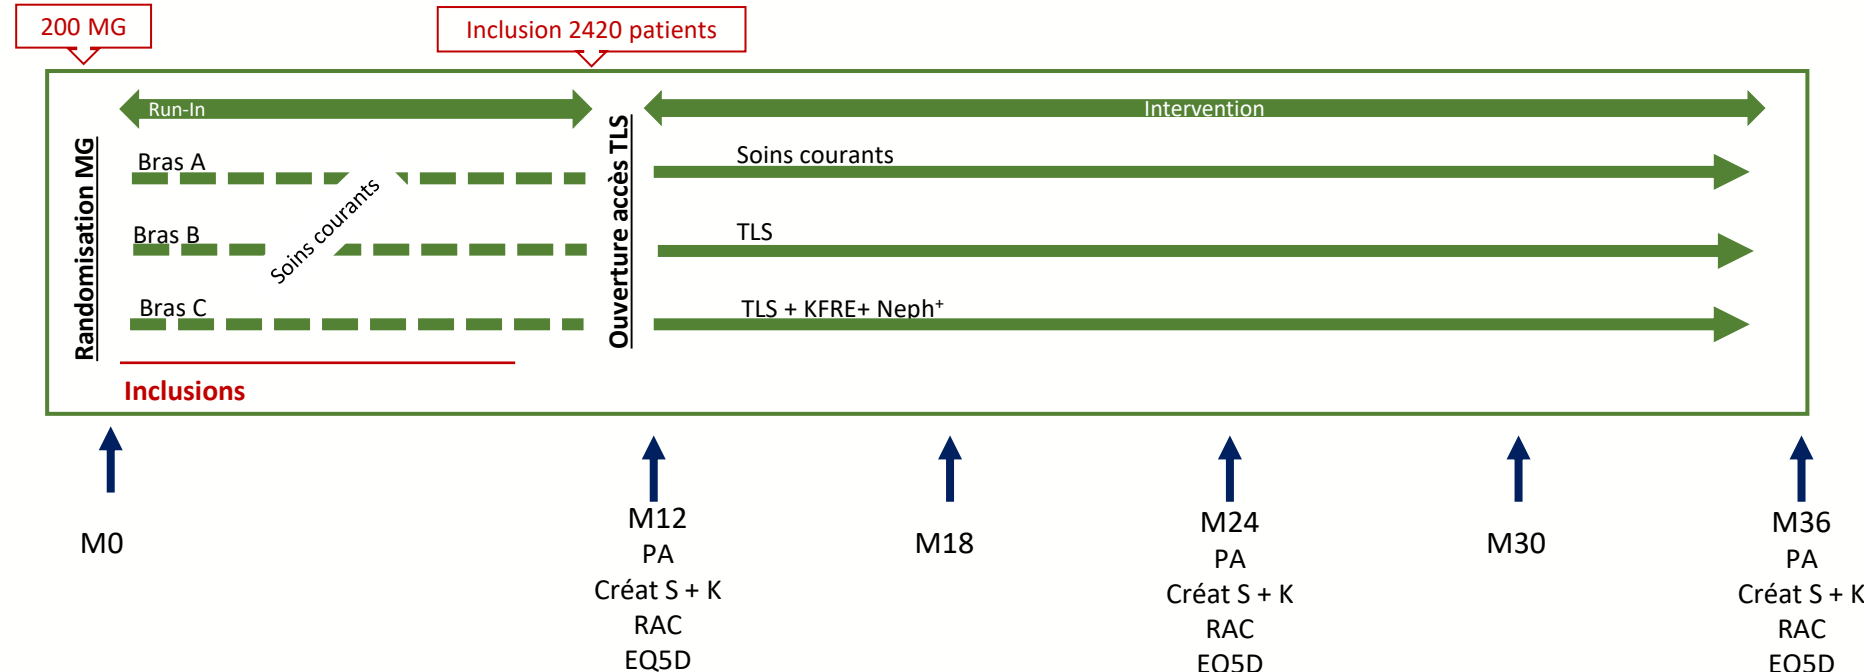 200 MG
Inclusion 2420 patients
Run-In
Intervention
Randomisation MG
Bras A
Bras B
Bras C
Soins courants
Inclusions
Ouverture accès TLS
Soins courants
TLS
TLS + KFRE+ Neph⁺
M0
M12
PA
Créat S + K
RAC
EQ5D
M18
M24
PA
Créat S + K
RAC
EQ5D
M30
M36
PA
Créat S + K
RAC
EQ5D